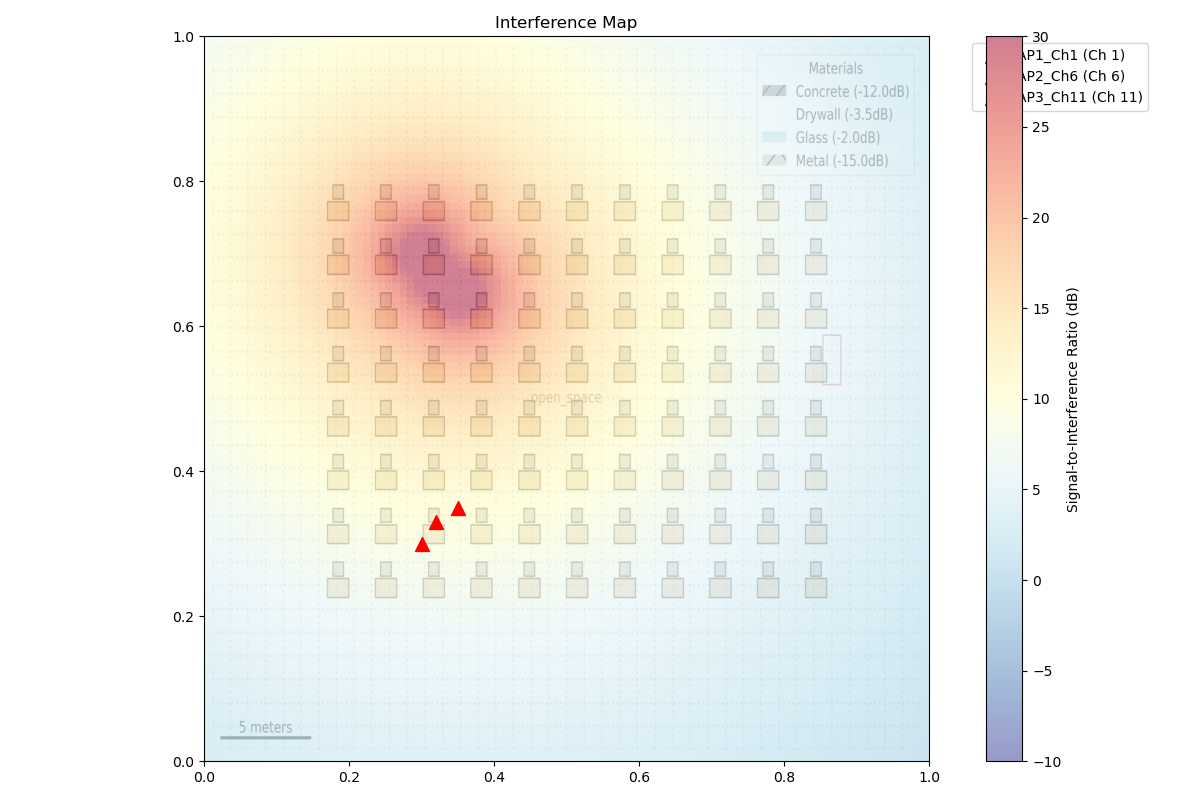 Interference Map
1.0
0.8
0.6
0.4
0.2
0.0
0.0 0.2 0.4 0.6 0.8 1.0
Materials
Concrete (-12.0dB)
Drywall (-3.5dB)
Glass (-2.0dB)
Metal (-15.0dB)
open_space
5 meters
30
25
20
15
10
5
0
−5
−10
Signal-to-Interference Ratio (dB)
AP1_Ch1 (Ch 1)
AP2_Ch6 (Ch 6)
AP3_Ch11 (Ch 11)